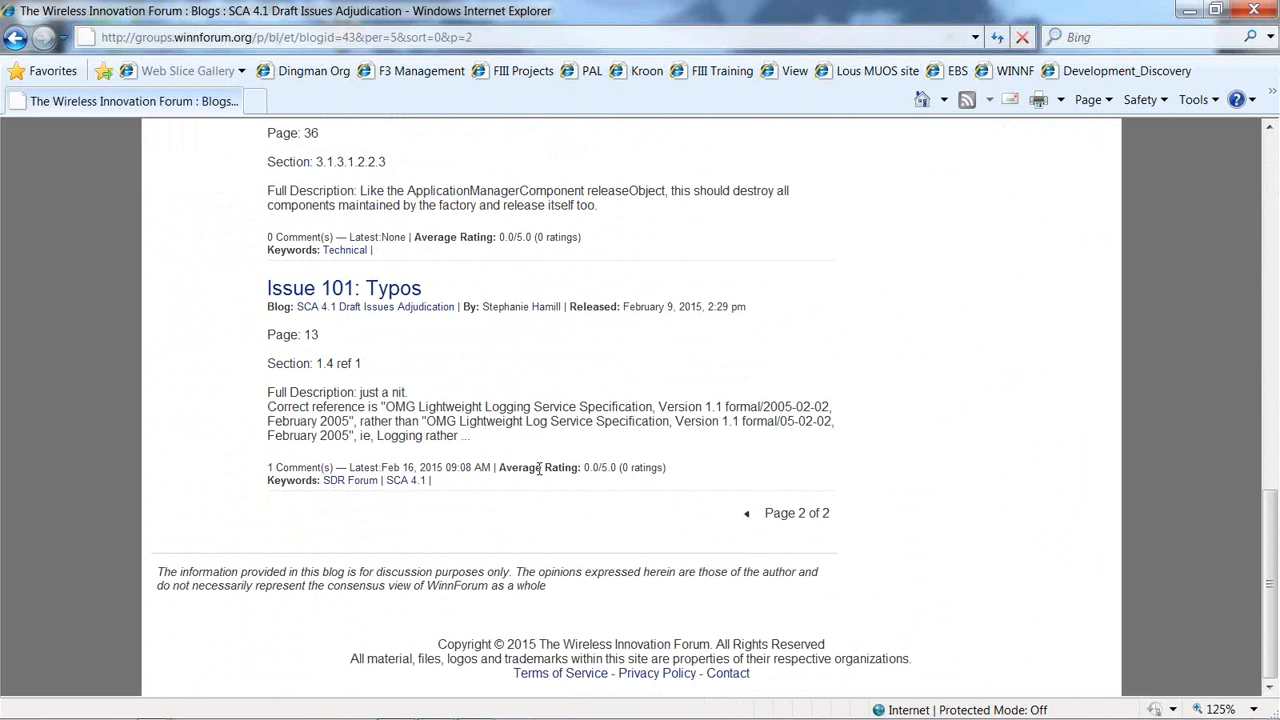 The Wireless Innovation Forum : Blogs : SCA 4.1 Draft Issues Adjudication - Windows Internet Explorer
http://groups.winnforum.org/p/bl/et/blogid=43&per=5&sort=0&p=2
Bing
Favorites Web Slice Gallery Dingman Org F3 Management FIII Projects PAL Kroon FIII Training View Lous MUOS site EBS WINNF Development_Discovery
The Wireless Innovation Forum : Blogs... Page Safety Tools
Page: 36
Section: 3.1.3.1.2.2.3
Full Description: Like the ApplicationManagerComponent releaseObject, this should destroy all
components maintained by the factory and release itself too.
0 Comment(s) — Latest:None | Average Rating: 0.0/5.0 (0 ratings)
Keywords: Technical |
Issue 101: Typos
Blog: SCA 4.1 Draft Issues Adjudication | By: Stephanie Hamill | Released: February 9, 2015, 2:29 pm
Page: 13
Section: 1.4 ref 1
Full Description: just a nit.
Correct reference is "OMG Lightweight Logging Service Specification, Version 1.1 formal/2005-02-02,
February 2005", rather than "OMG Lightweight Log Service Specification, Version 1.1 formal/05-02-02,
February 2005", ie, Logging rather ...
1 Comment(s) — Latest:Feb 16, 2015 09:08 AM | Average Rating: 0.0/5.0 (0 ratings)
Keywords: SDR Forum | SCA 4.1 |
Page 2 of 2
The information provided in this blog is for discussion purposes only. The opinions expressed herein are those of the author and
do not necessarily represent the consensus view of WinnForum as a whole
Copyright © 2015 The Wireless Innovation Forum. All Rights Reserved
All material, files, logos and trademarks within this site are properties of their respective organizations.
Terms of Service - Privacy Policy - Contact
Internet | Protected Mode: Off 125%